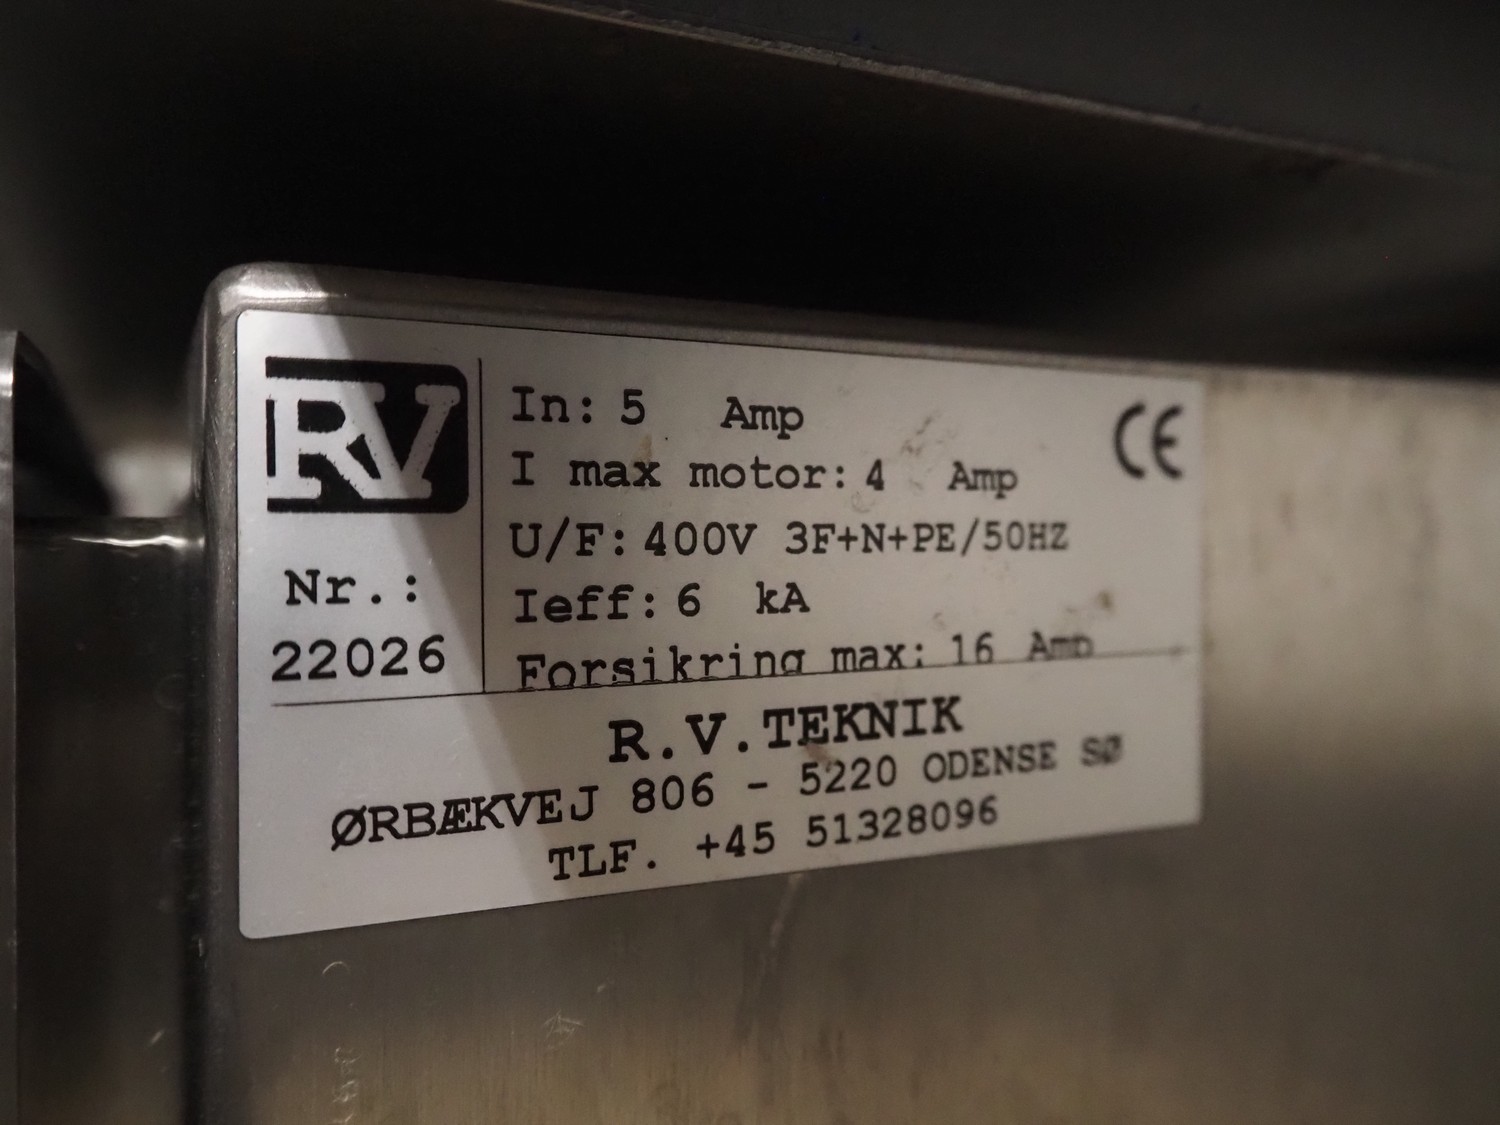 RV
Nr.:
22026
In: 5 Amp
I max motor: 4 Amp
U/F: 400V 3F+N+PE/50HZ
Ieff: 6 kA
Forsikring max: 16 Amp
CE
R.V.TEKNIK
ØRBÆKVEJ 806 - 5220 ODENSE SØ
TLF. +45 51328096